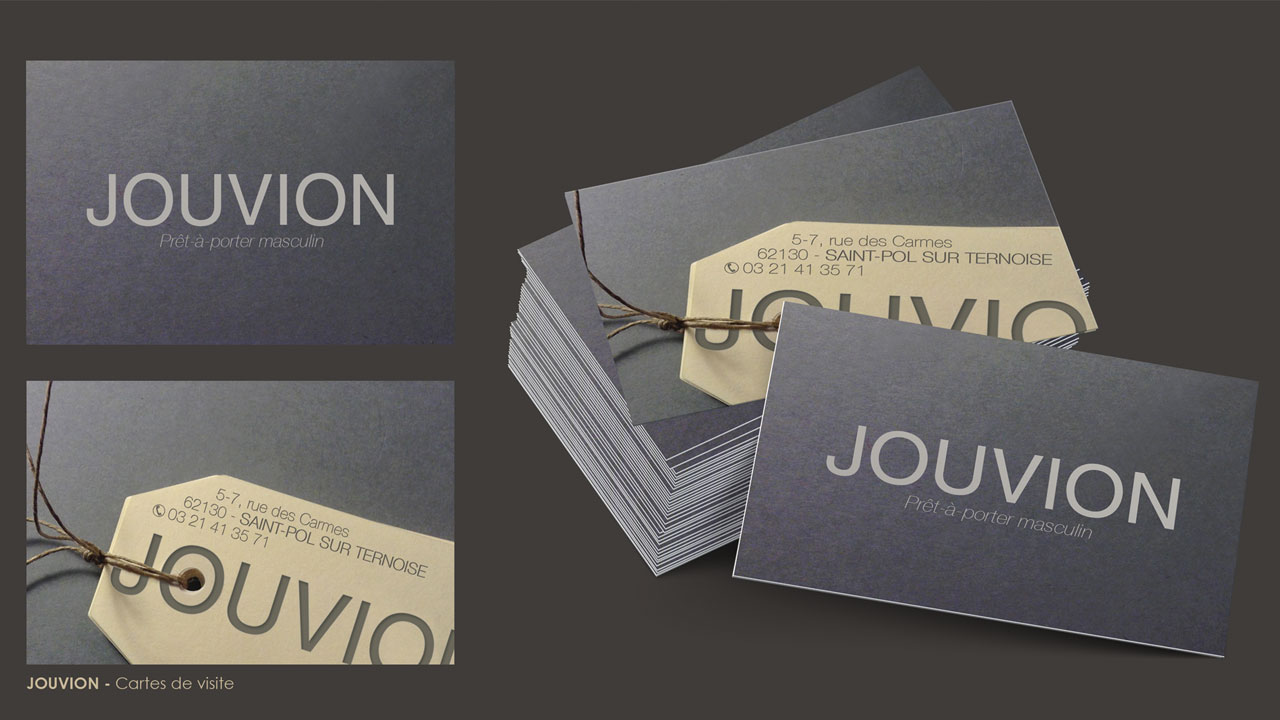 JOUVION
Prêt-à-porter masculin
5-7, rue des Carmes
62130 - SAINT-POL SUR TERNOISE
03 21 41 35 71
JOUVION
JOUVION - Cartes de visite
5-7, rue des Carmes
62130 - SAINT-POL SUR TERNOISE
03 21 41 35 71
JOUVIO
JOUVION
Prêt-à-porter masculin